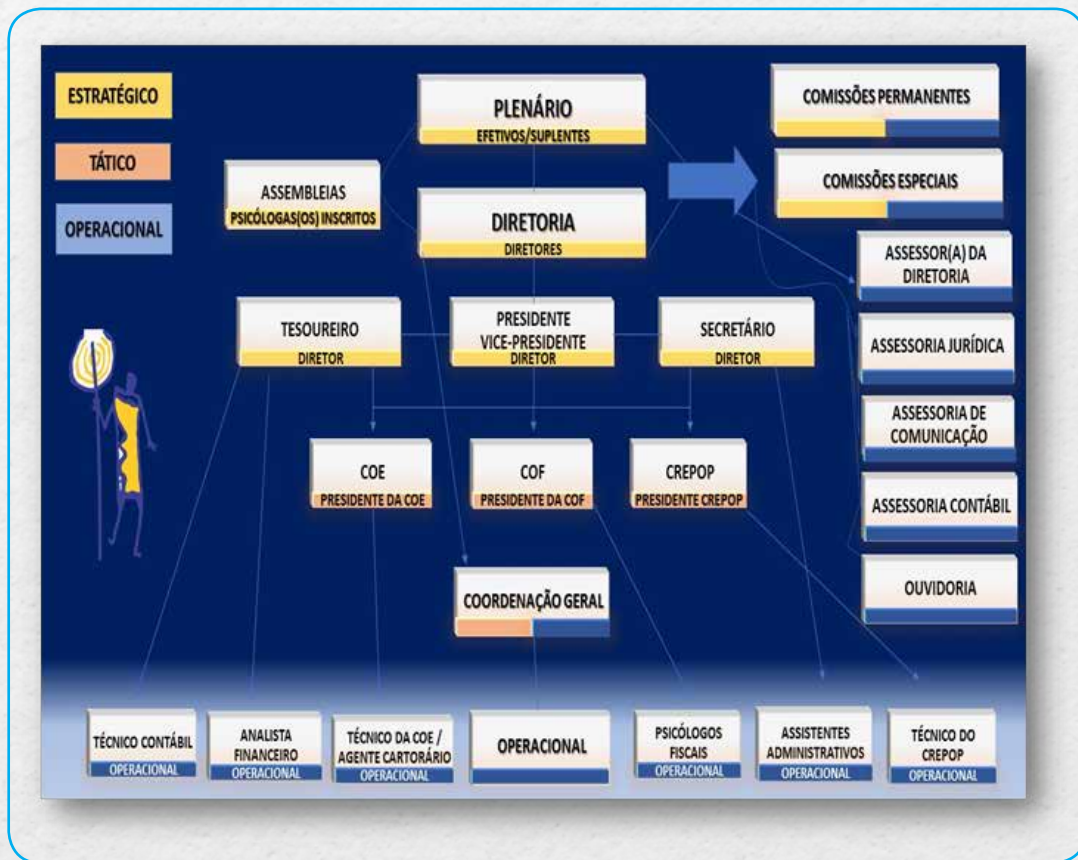 ESTRATÉGICO
TÁTICO
OPERACIONAL
PLENÁRIO
EFETIVOS/SUPLENTES
ASSEMBLEIAS
PSICÓLOGAS(OS) INSCRITOS
DIRETORIA
DIRETORES
COMISSÕES PERMANENTES
COMISSÕES ESPECIAIS
ASSESSOR(A) DA
DIRETORIA
ASSESSORIA JURÍDICA
ASSESSORIA DE
COMUNICAÇÃO
ASSESSORIA CONTÁBIL
OUVIDORIA
TESOUREIRO
DIRETOR
PRESIDENTE
VICE-PRESIDENTE
DIRETOR
SECRETÁRIO
DIRETOR
COE
PRESIDENTE DA COE
COF
PRESIDENTE DA COF
CREPOP
PRESIDENTE CREPOP
COORDENAÇÃO GERAL
TÉCNICO CONTÁBIL
OPERACIONAL
ANALISTA
FINANCEIRO
OPERACIONAL
TÉCNICO DA COE /
AGENTE CARTORÁRIO
OPERACIONAL
OPERACIONAL
PSICÓLOGOS
FISCAIS
OPERACIONAL
ASSISTENTES
ADMINISTRATIVOS
OPERACIONAL
TÉCNICO DO
CREPOP
OPERACIONAL